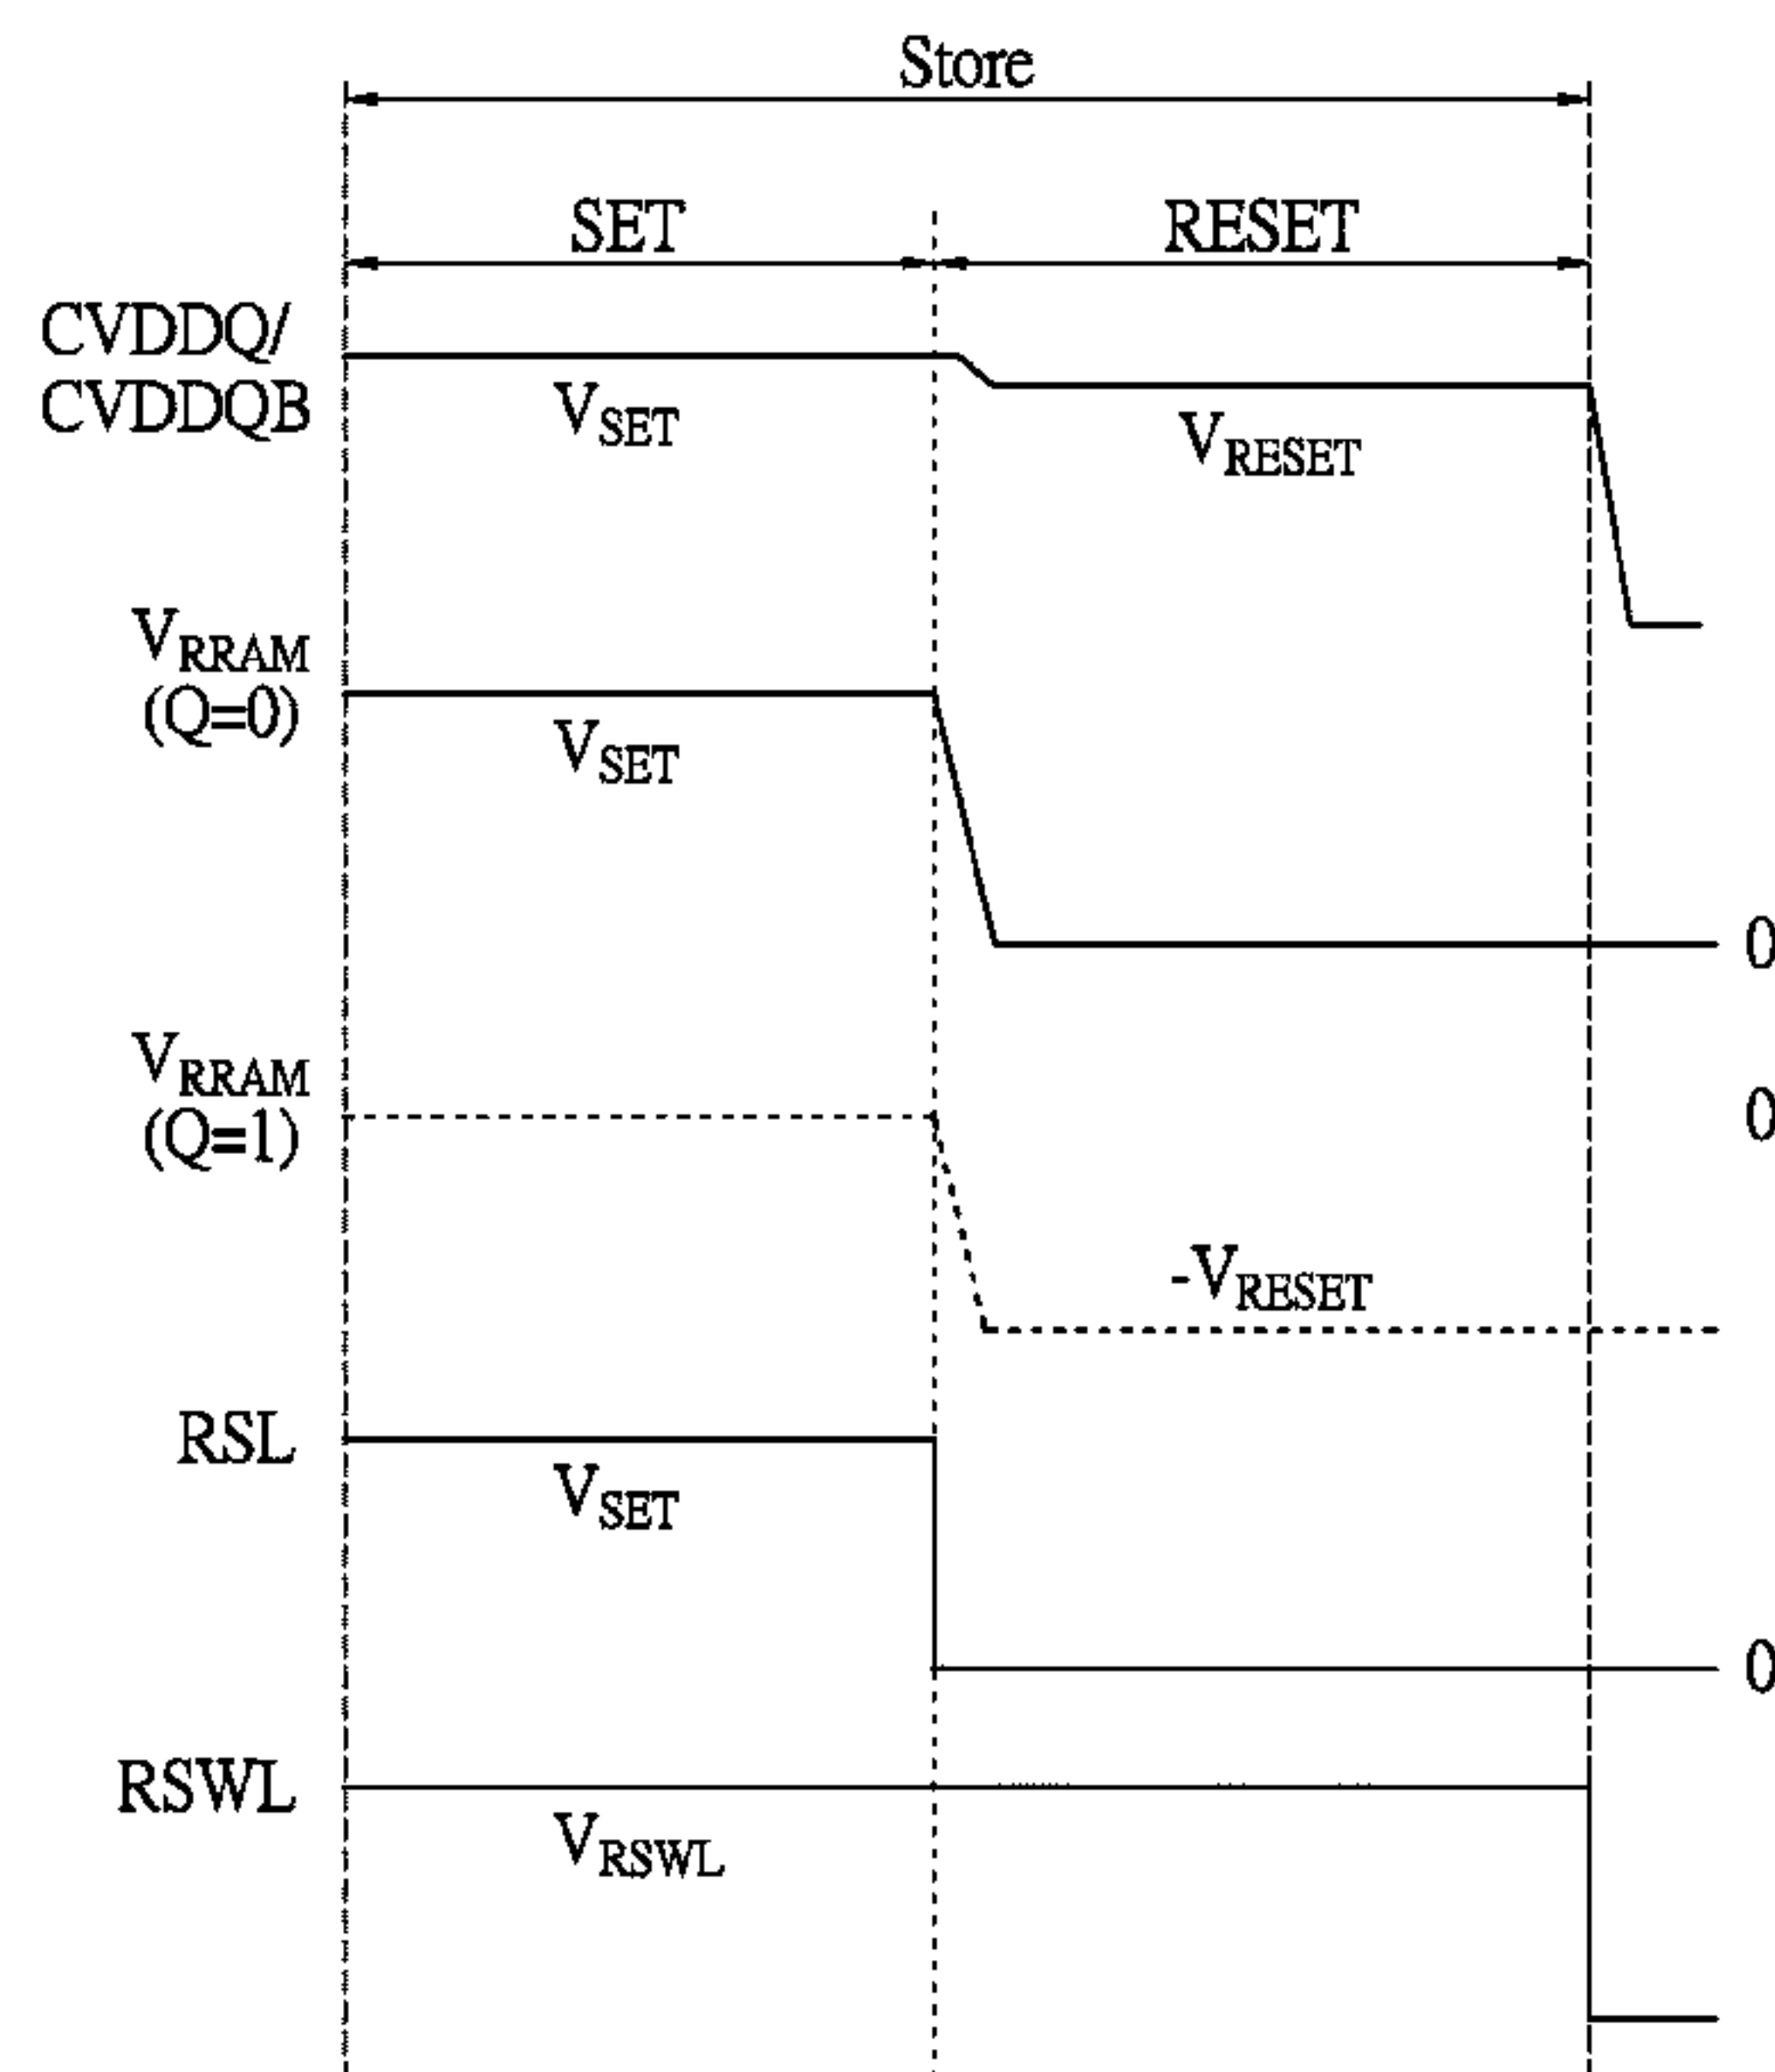 Store
SET
RESET
CVDDQ/
CVDDQB
VSET
VRESET
VRRAM
(Q=0)
VSET
0
VRRAM
(Q=1)
0
-VRESET
RSL
VSET
0
RSWL
VRSWL